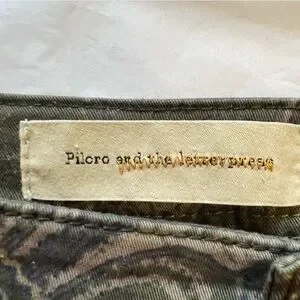 Pilcro and the letterpress